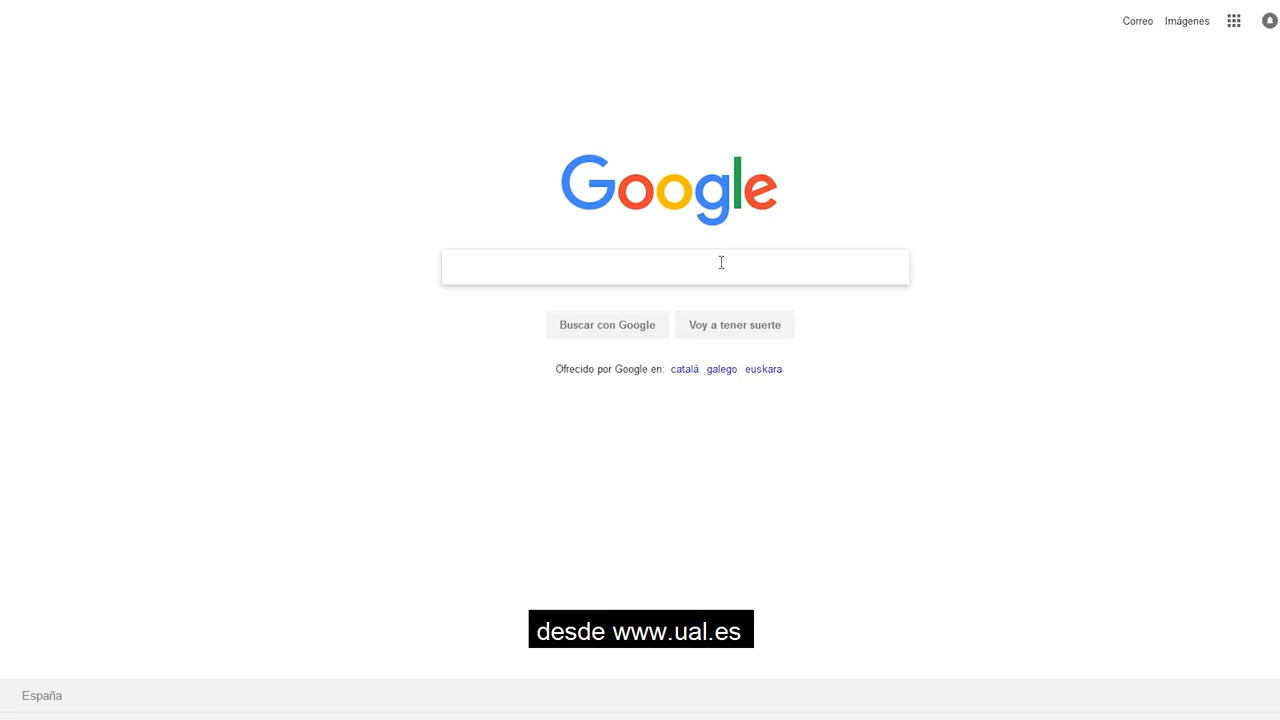 Correo Imágenes
Google
Buscar con Google Voy a tener suerte
Ofrecido por Google en: català galego euskara
desde www.ual.es
España